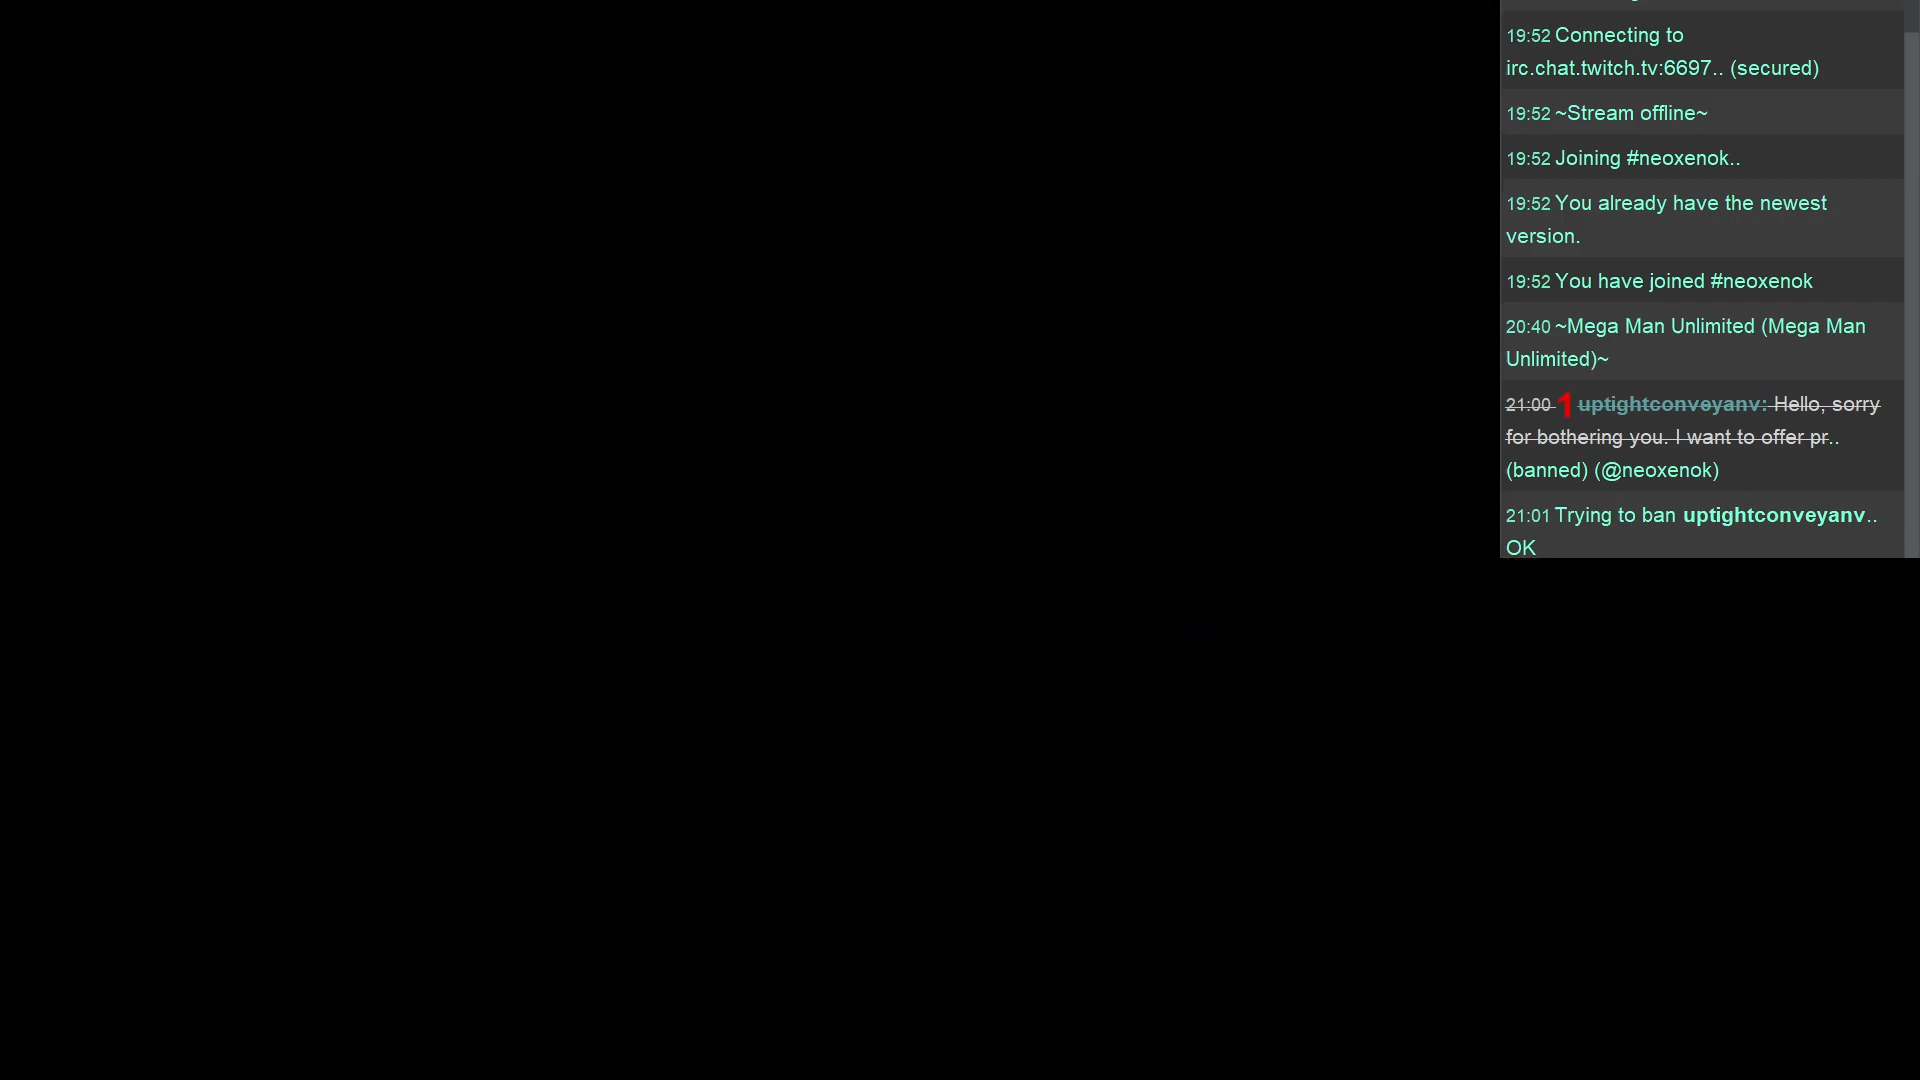 19:52 Connecting to
irc.chat.twitch.tv:6697.. (secured)
19:52 ~Stream offline~
19:52 Joining #neoxenok..
19:52 You already have the newest
version.
19:52 You have joined #neoxenok
20:40 ~Mega Man Unlimited (Mega Man
Unlimited)~
21:00 1 uptightconveyanv: Hello, sorry
for bothering you. I want to offer pr..
(banned) (@neoxenok)
21:01 Trying to ban uptightconveyanv..
OK